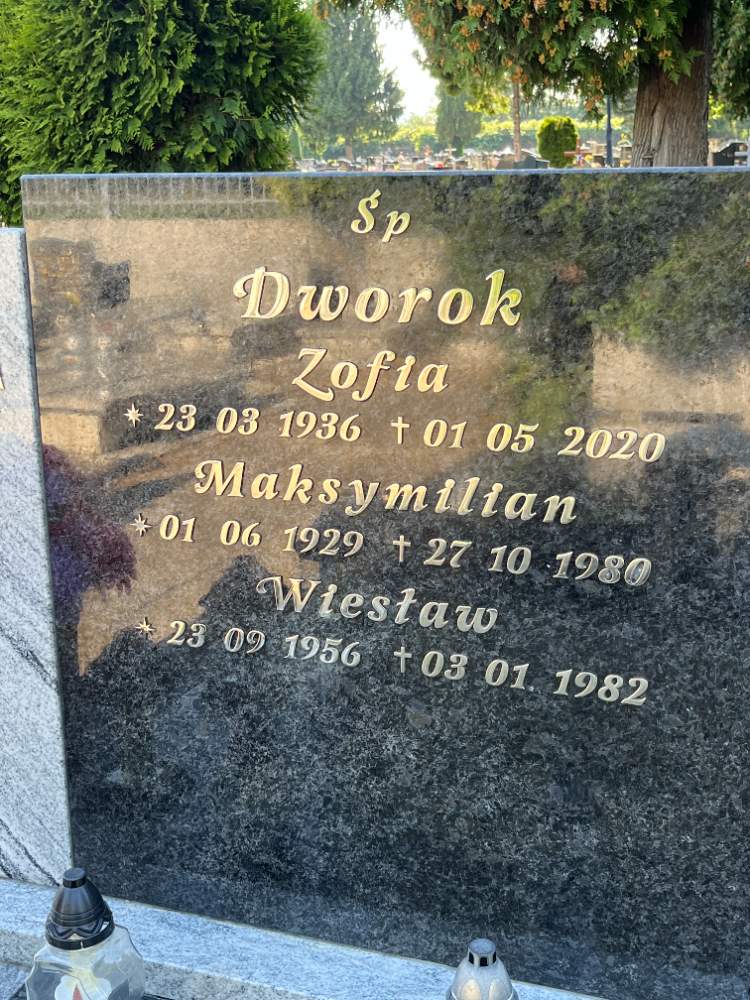 Śp
Dworok
Zofia
* 23 03 1936 † 01 05 2020
Maksymilian
* 01 06 1929 † 27 10 1980
Wiesław
* 23 09 1956 † 03 01 1982